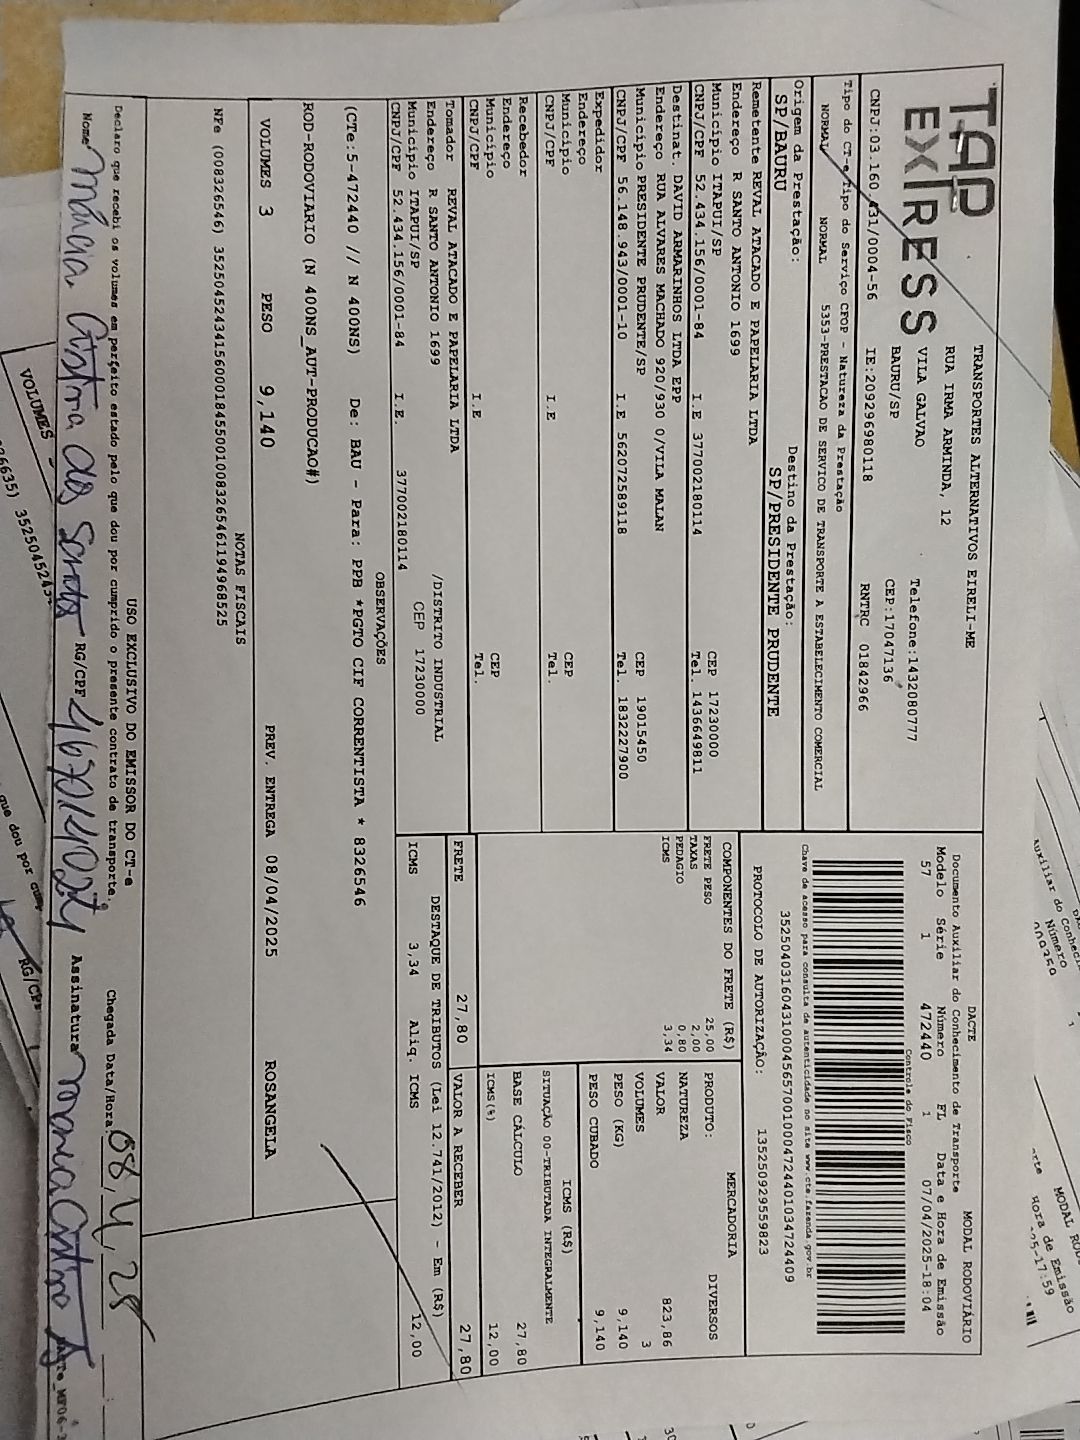 TAP
EXPRESS
TRANSPORTES ALTERNATIVOS EIRELI-ME
RUA IRMA ARMINDA, 12
VILA GALVAO
Telefone:1432080777
BAURU/SP
CEP:17047136
CNPJ:03.160.431/0004-56
IE:209296980118
RNTRC 01842966
Tipo do CT-e Tipo do Serviço CFOP - Natureza da Prestação
NORMAL NORMAL 5353-PRESTACAO DE SERVICO DE TRANSPORTE A ESTABELECIMENTO COMERCIAL
Origem da Prestação:
SP/BAURU
Destino da Prestação:
SP/PRESIDENTE PRUDENTE
Remetente REVAL ATACADO E PAPELARIA LTDA
Endereço R SANTO ANTONIO 1699
Município ITAPUI/SP CEP 17230000
CNPJ/CPF 52.434.156/0001-84 I.E 377002180114 Tel. 1436649811
Destinat. DAVID ARMARINHOS LTDA EPP
Endereço RUA ALVARES MACHADO 920/930 0/VILA MALAN
Município PRESIDENTE PRUDENTE/SP CEP 19015450
CNPJ/CPF 56.148.943/0001-10 I.E 562072589118 Tel. 1832227900
Expedidor
Endereço
Município CEP
CNPJ/CPF I.E Tel.
Recebedor
Endereço
Município CEP
CNPJ/CPF I.E Tel.
Tomador REVAL ATACADO E PAPELARIA LTDA
Endereço R SANTO ANTONIO 1699 /DISTRITO INDUSTRIAL
Município ITAPUI/SP CEP 17230000
CNPJ/CPF 52.434.156/0001-84 I.E. 377002180114
DACTE MODAL RODOVIÁRIO
Documento Auxiliar do Conhecimento de Transporte
Modelo Série Número FL Data e Hora de Emissão
57 1 472440 1 07/04/2025-18:04
Controle do Fisco
Chave de acesso para consulta de autenticidade no site www.cte.fazenda.gov.br
35250403160431000456570010004724401034724409
PROTOCOLO DE AUTORIZAÇÃO: 135250929559823
COMPONENTES DO FRETE (R$)
FRETE PESO 25,00
TAXAS 2,00
PEDAGIO 0,80
ICMS 3,34
MERCADORIA
PRODUTO: DIVERSOS
NATUREZA
VALOR 823,86
VOLUMES 3
PESO (KG) 9,140
PESO CUBADO 9,140
ICMS (R$)
SITUAÇÃO 00-TRIBUTADA INTEGRALMENTE
BASE CÁLCULO 27,80
ICMS(%) 12,00
FRETE 27,80
VALOR A RECEBER 27,80
DESTAQUE DE TRIBUTOS (Lei 12.741/2012) - Em (R$)
ICMS 3,34 Aliq. ICMS 12,00
OBSERVAÇÕES
(CTe:5-472440 // N 400NS) De: BAU - Para: PPB *PGTO CIF CORRENTISTA * 8326546
ROD-RODOVIARIO (N 400NS_AUT-PRODUCAO#)
VOLUMES 3 PESO 9,140 PREV. ENTREGA 08/04/2025 ROSANGELA
NOTAS FISCAIS
NFe (008326546) 35250452434156000184550010083265461194968525
USO EXCLUSIVO DO EMISSOR DO CT-e
Declaro que recebi os volumes em perfeito estado pelo que dou por cumprido o presente contrato de transporte.
Chegada Data/Hora: 08/4/25
Nome RG/CPF Assinatura
VOLUMES
RG/CPF